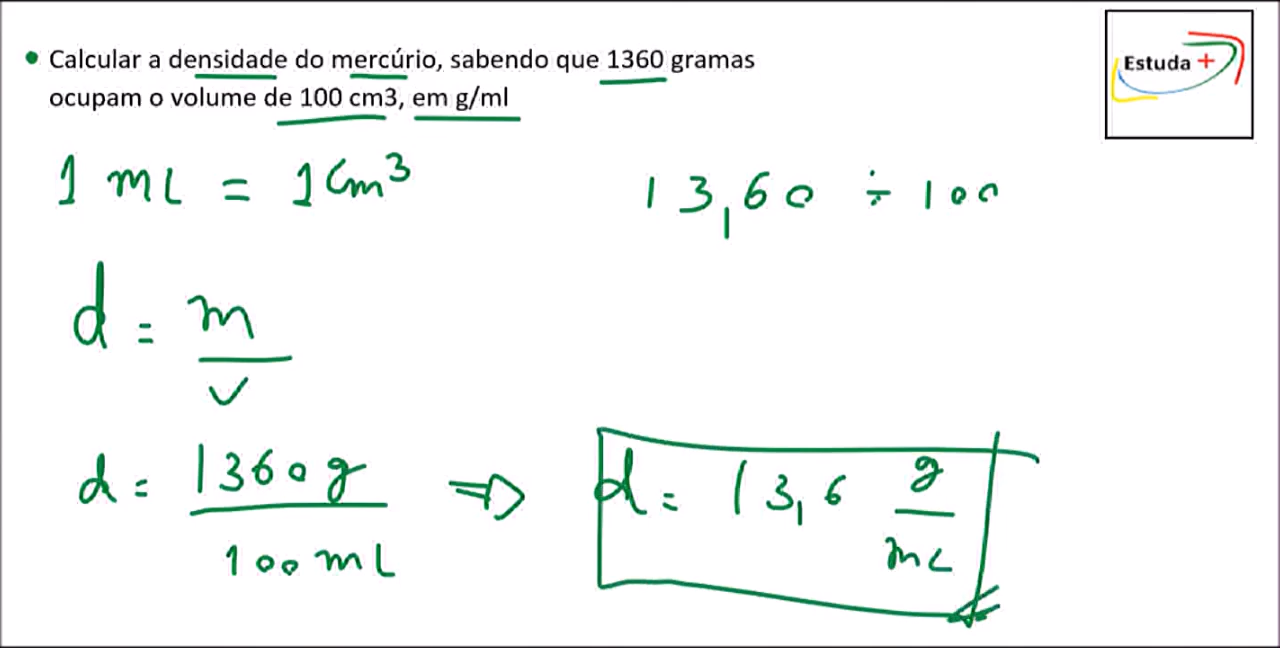 • Calcular a densidade do mercúrio, sabendo que 1360 gramas
ocupam o volume de 100 cm3, em g/ml
Estuda +
1 mL = 1 Cm³
13,60 ÷ 100
d = m
v
d = 1360g
100 mL
⇒ d = 13,6 g
mL